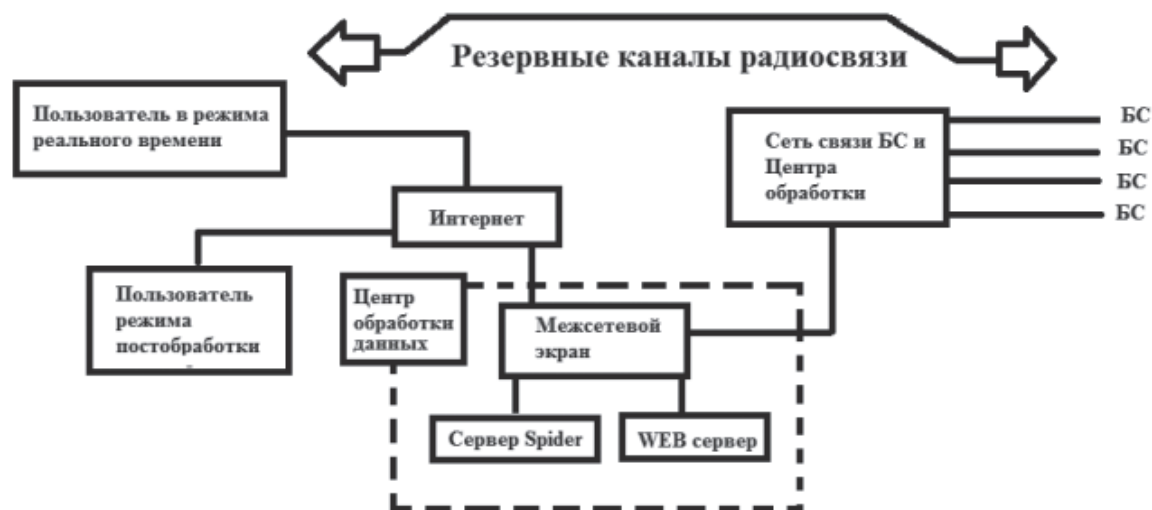 Резервные каналы радиосвязи
Пользователь в режима
реального времени
Сеть связи БС и
Центра
обработки
БС
БС
БС
БС
Интернет
Пользователь
режима
постобработки
Центр
обработки
данных
Межсетевой
экран
Сервер Spider
WEB сервер